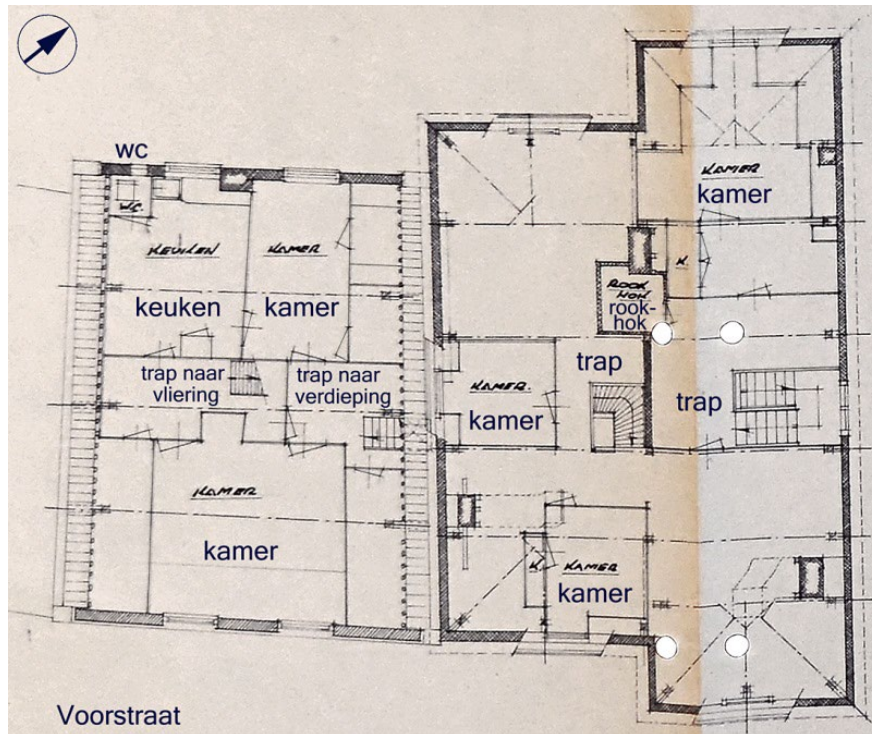 wc
W.C.
KEUKEN
keuken
KAMER
kamer
KAMER
kamer
K.
ROOK
HOK.
rook-
hok
trap naar
vliering
trap naar
verdieping
KAMER.
kamer
trap
trap
KAMER
kamer
K.
KAMER
kamer
Voorstraat